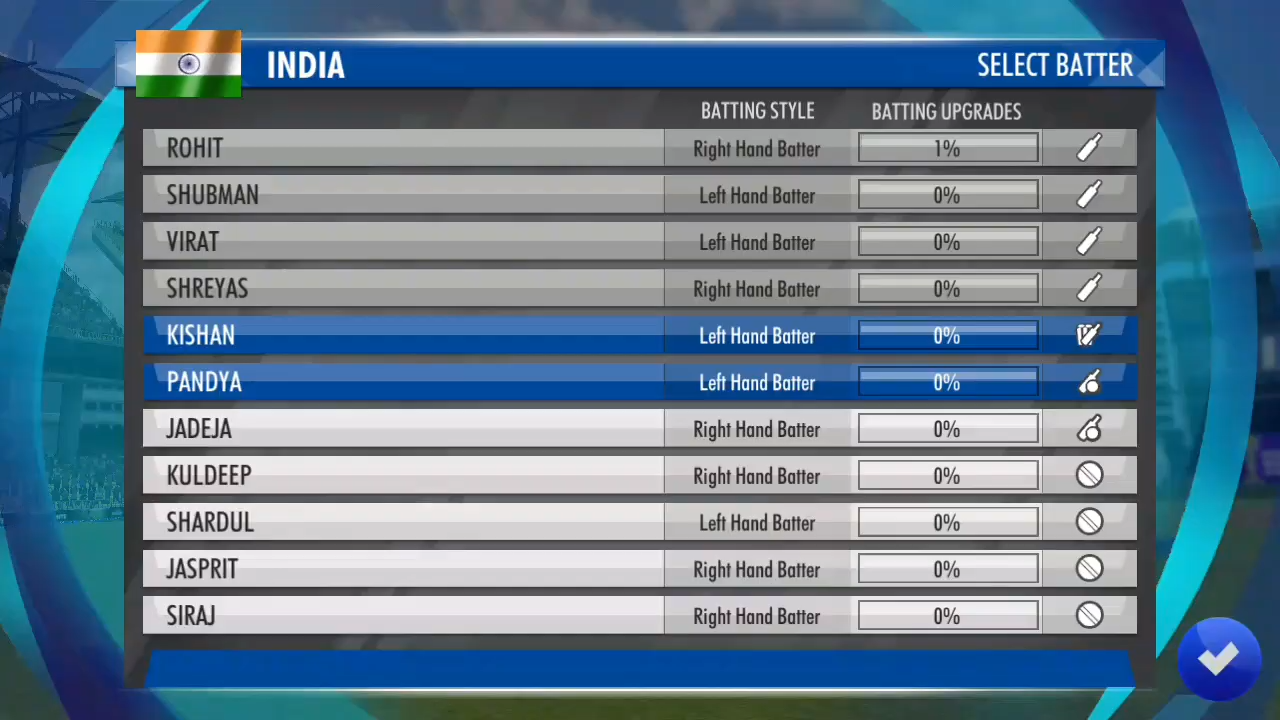 INDIA SELECT BATTER
BATTING STYLE BATTING UPGRADES
ROHIT Right Hand Batter 1%
SHUBMAN Left Hand Batter 0%
VIRAT Left Hand Batter 0%
SHREYAS Right Hand Batter 0%
KISHAN Left Hand Batter 0%
PANDYA Left Hand Batter 0%
JADEJA Right Hand Batter 0%
KULDEEP Right Hand Batter 0%
SHARDUL Left Hand Batter 0%
JASPRIT Right Hand Batter 0%
SIRAJ Right Hand Batter 0%